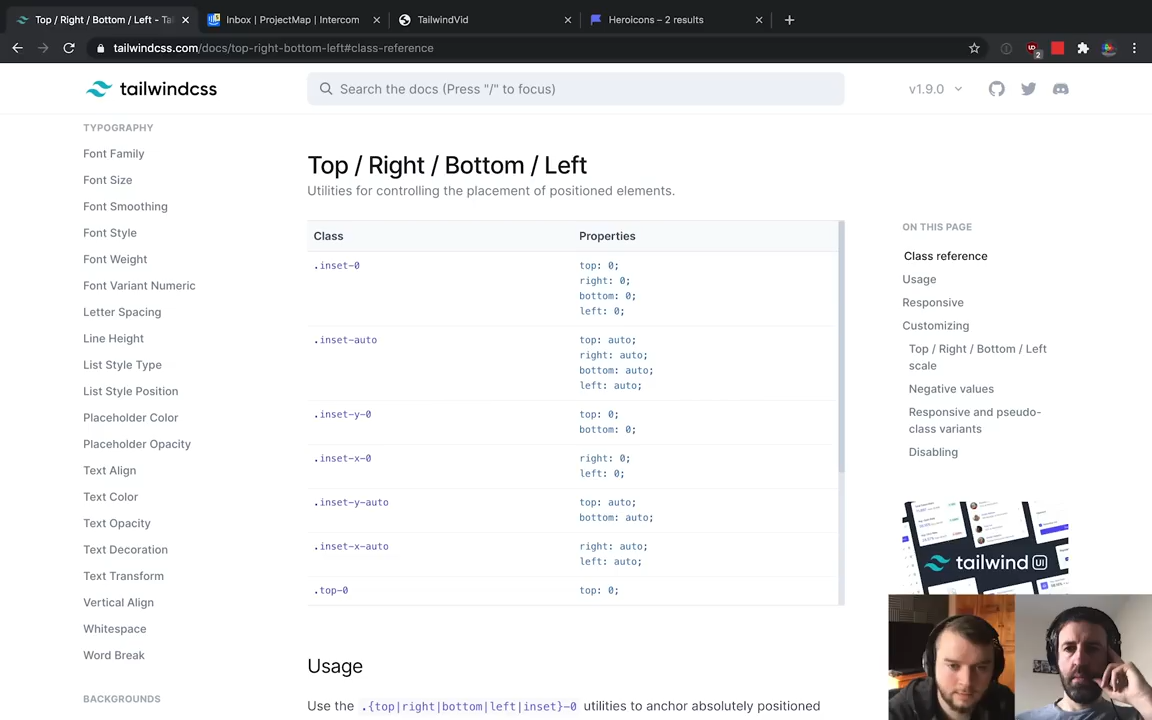 Top / Right / Bottom / Left - Tai
Inbox | ProjectMap | Intercom
TailwindVid
Heroicons – 2 results
tailwindcss.com/docs/top-right-bottom-left#class-reference
2
tailwindcss
Search the docs (Press "/" to focus)
v1.9.0
TYPOGRAPHY
Font Family
Font Size
Font Smoothing
Font Style
Font Weight
Font Variant Numeric
Letter Spacing
Line Height
List Style Type
List Style Position
Placeholder Color
Placeholder Opacity
Text Align
Text Color
Text Opacity
Text Decoration
Text Transform
Vertical Align
Whitespace
Word Break
BACKGROUNDS
Top / Right / Bottom / Left
Utilities for controlling the placement of positioned elements.
Class Properties
.inset-0 top: 0;
right: 0;
bottom: 0;
left: 0;
.inset-auto top: auto;
right: auto;
bottom: auto;
left: auto;
.inset-y-0 top: 0;
bottom: 0;
.inset-x-0 right: 0;
left: 0;
.inset-y-auto top: auto;
bottom: auto;
.inset-x-auto right: auto;
left: auto;
.top-0 top: 0;
Usage
Use the .{top|right|bottom|left|inset}-0 utilities to anchor absolutely positioned
ON THIS PAGE
Class reference
Usage
Responsive
Customizing
Top / Right / Bottom / Left
scale
Negative values
Responsive and pseudo-
class variants
Disabling
tailwind UI